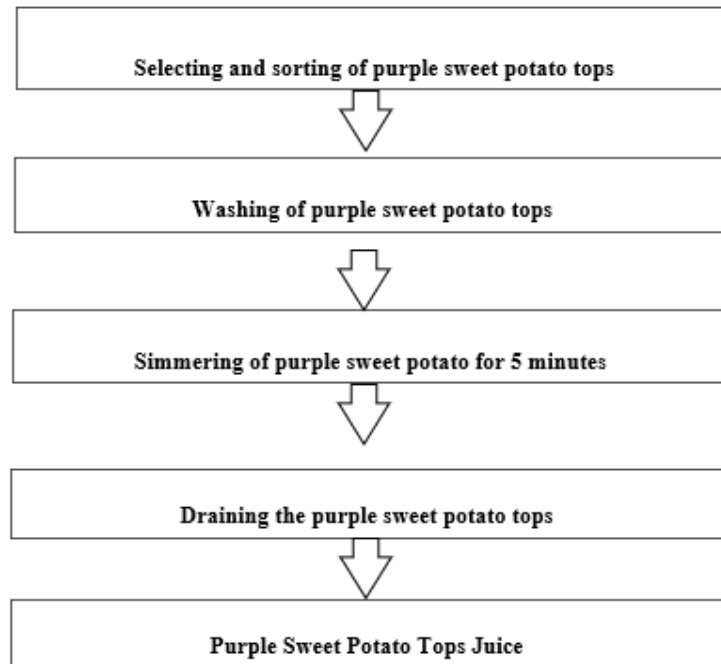 Selecting and sorting of purple sweet potato tops
Washing of purple sweet potato tops
Simmering of purple sweet potato for 5 minutes
Draining the purple sweet potato tops
Purple Sweet Potato Tops Juice